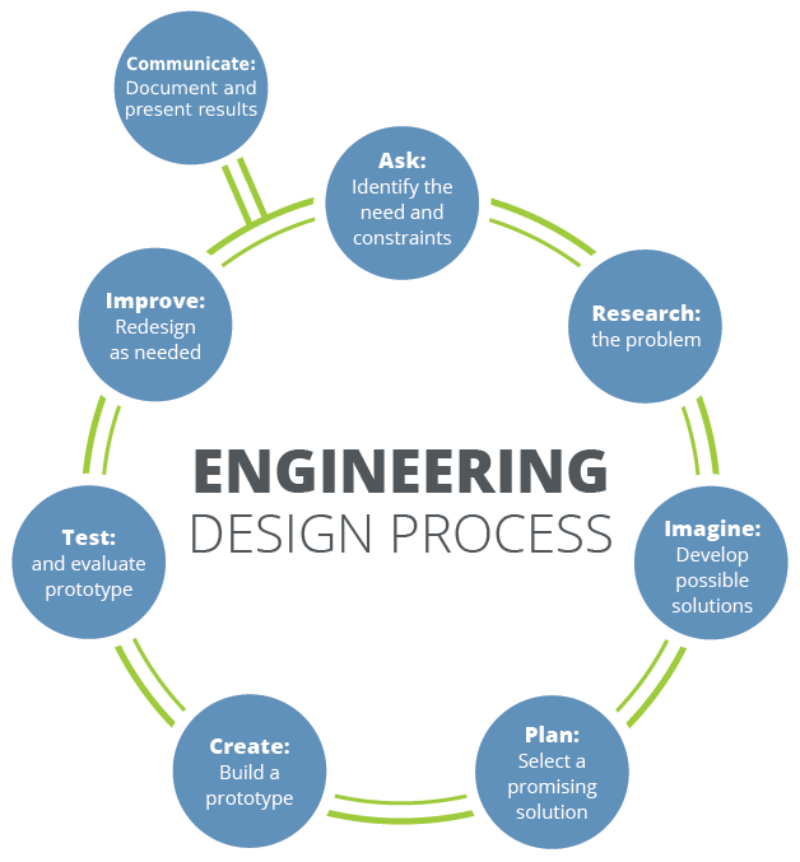 Communicate:
Document and
present results
Ask:
Identify the
need and
constraints
Research:
the problem
Imagine:
Develop
possible
solutions
Plan:
Select a
promising
solution
Create:
Build a
prototype
Test:
and evaluate
prototype
Improve:
Redesign
as needed
ENGINEERING
DESIGN PROCESS